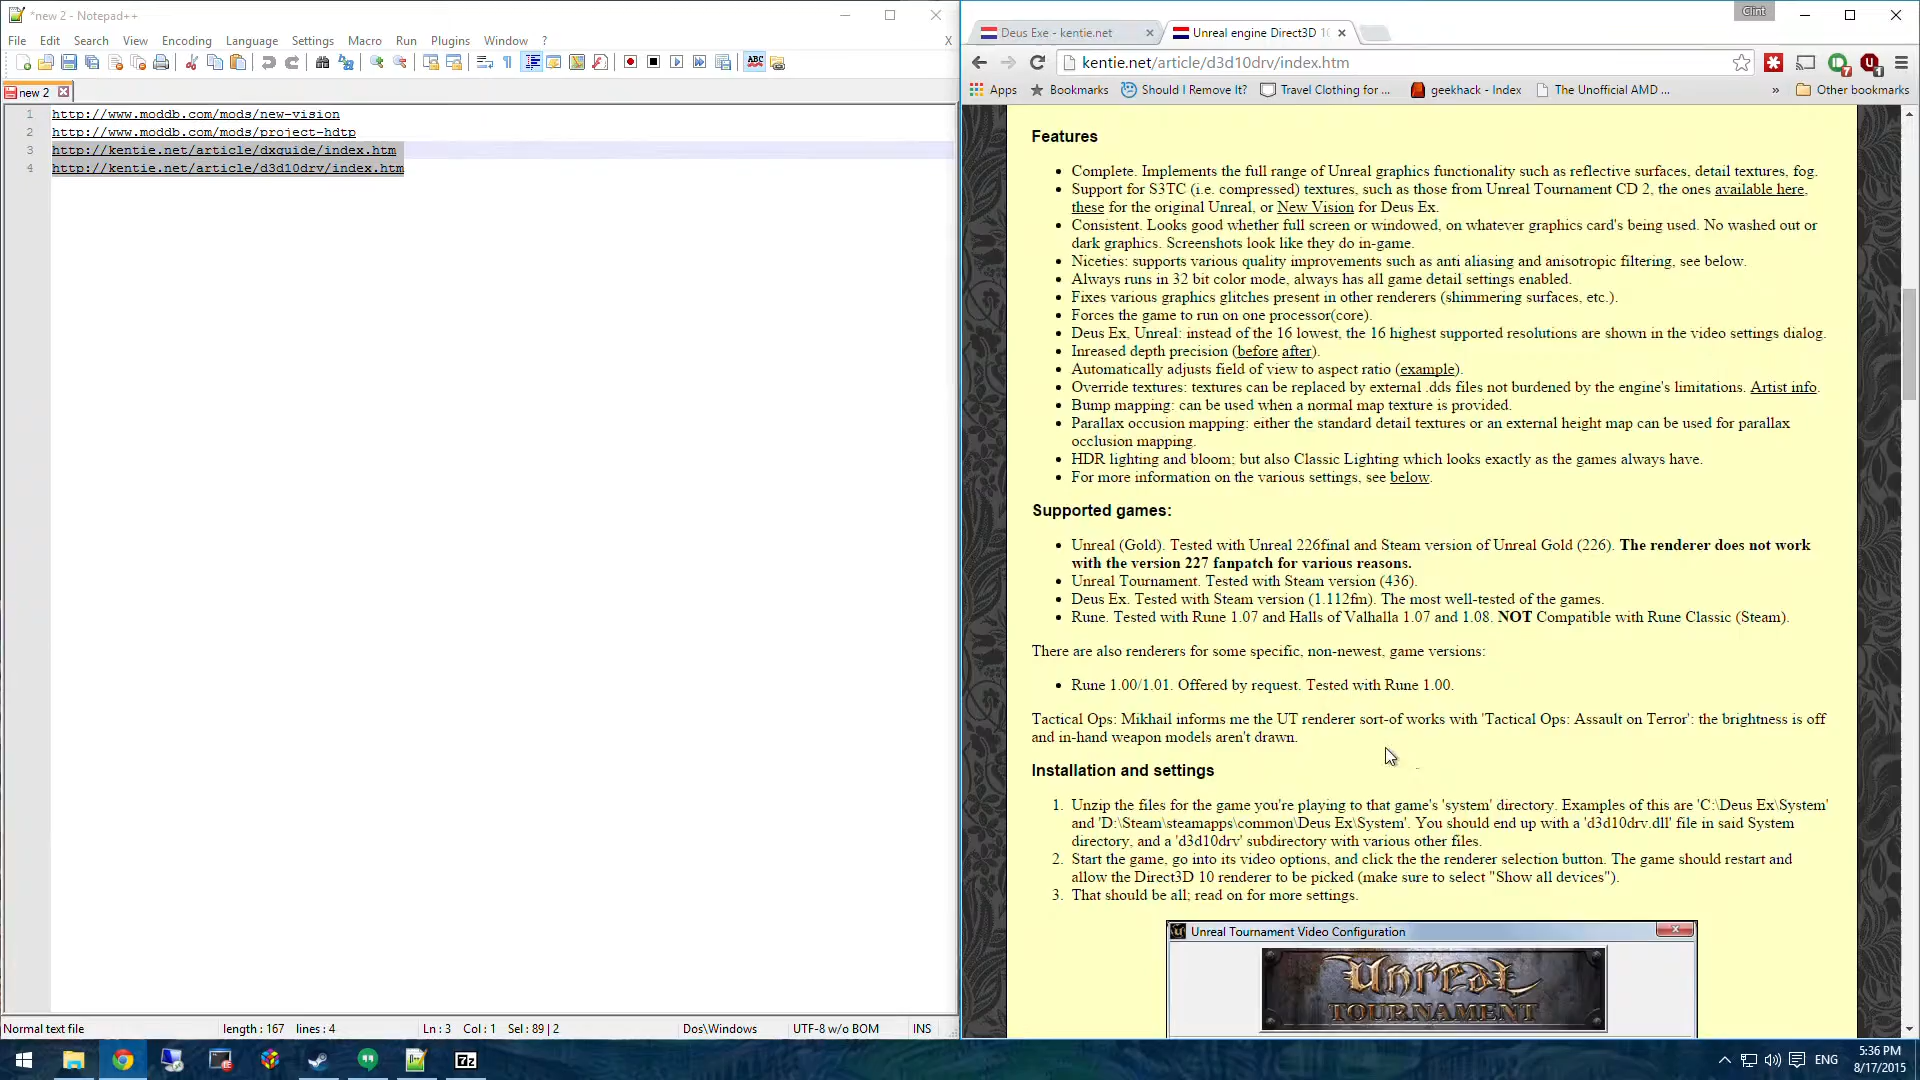 *new 2 - Notepad++
File Edit Search View Encoding Language Settings Macro Run Plugins Window ? X
new 2
1 http://www.moddb.com/mods/new-vision
2 http://www.moddb.com/mods/project-hdtp
3 http://kentie.net/article/dxguide/index.htm
4 http://kentie.net/article/d3d10drv/index.htm
Normal text file length : 167 lines : 4 Ln : 3 Col : 1 Sel : 89 | 2 Dos\Windows UTF-8 w/o BOM INS
Clint
Deus Exe - kentie.net Unreal engine Direct3D 10
kentie.net/article/d3d10drv/index.htm
Apps Bookmarks Should I Remove It? Travel Clothing for ... geekhack - Index The Unofficial AMD ... » Other bookmarks
Features
• Complete. Implements the full range of Unreal graphics functionality such as reflective surfaces, detail textures, fog.
• Support for S3TC (i.e. compressed) textures, such as those from Unreal Tournament CD 2, the ones available here,
these for the original Unreal, or New Vision for Deus Ex.
• Consistent. Looks good whether full screen or windowed, on whatever graphics card's being used. No washed out or
dark graphics. Screenshots look like they do in-game.
• Niceties: supports various quality improvements such as anti aliasing and anisotropic filtering, see below.
• Always runs in 32 bit color mode, always has all game detail settings enabled.
• Fixes various graphics glitches present in other renderers (shimmering surfaces, etc.).
• Forces the game to run on one processor(core).
• Deus Ex, Unreal: instead of the 16 lowest, the 16 highest supported resolutions are shown in the video settings dialog.
• Inreased depth precision (before after).
• Automatically adjusts field of view to aspect ratio (example).
• Override textures: textures can be replaced by external .dds files not burdened by the engine's limitations. Artist info.
• Bump mapping: can be used when a normal map texture is provided.
• Parallax occusion mapping: either the standard detail textures or an external height map can be used for parallax
occlusion mapping.
• HDR lighting and bloom; but also Classic Lighting which looks exactly as the games always have.
• For more information on the various settings, see below.
Supported games:
• Unreal (Gold). Tested with Unreal 226final and Steam version of Unreal Gold (226). The renderer does not work
with the version 227 fanpatch for various reasons.
• Unreal Tournament. Tested with Steam version (436).
• Deus Ex. Tested with Steam version (1.112fm). The most well-tested of the games.
• Rune. Tested with Rune 1.07 and Halls of Valhalla 1.07 and 1.08. NOT Compatible with Rune Classic (Steam).
There are also renderers for some specific, non-newest, game versions:
• Rune 1.00/1.01. Offered by request. Tested with Rune 1.00.
Tactical Ops: Mikhail informs me the UT renderer sort-of works with 'Tactical Ops: Assault on Terror': the brightness is off
and in-hand weapon models aren't drawn.
Installation and settings
1. Unzip the files for the game you're playing to that game's 'system' directory. Examples of this are 'C:\Deus Ex\System'
and 'D:\Steam\steamapps\common\Deus Ex\System'. You should end up with a 'd3d10drv.dll' file in said System
directory, and a 'd3d10drv' subdirectory with various other files.
2. Start the game, go into its video options, and click the the renderer selection button. The game should restart and
allow the Direct3D 10 renderer to be picked (make sure to select "Show all devices").
3. That should be all; read on for more settings.
Unreal Tournament Video Configuration
UNREAL
TOURNAMENT
7z
ENG
5:36 PM
8/17/2015